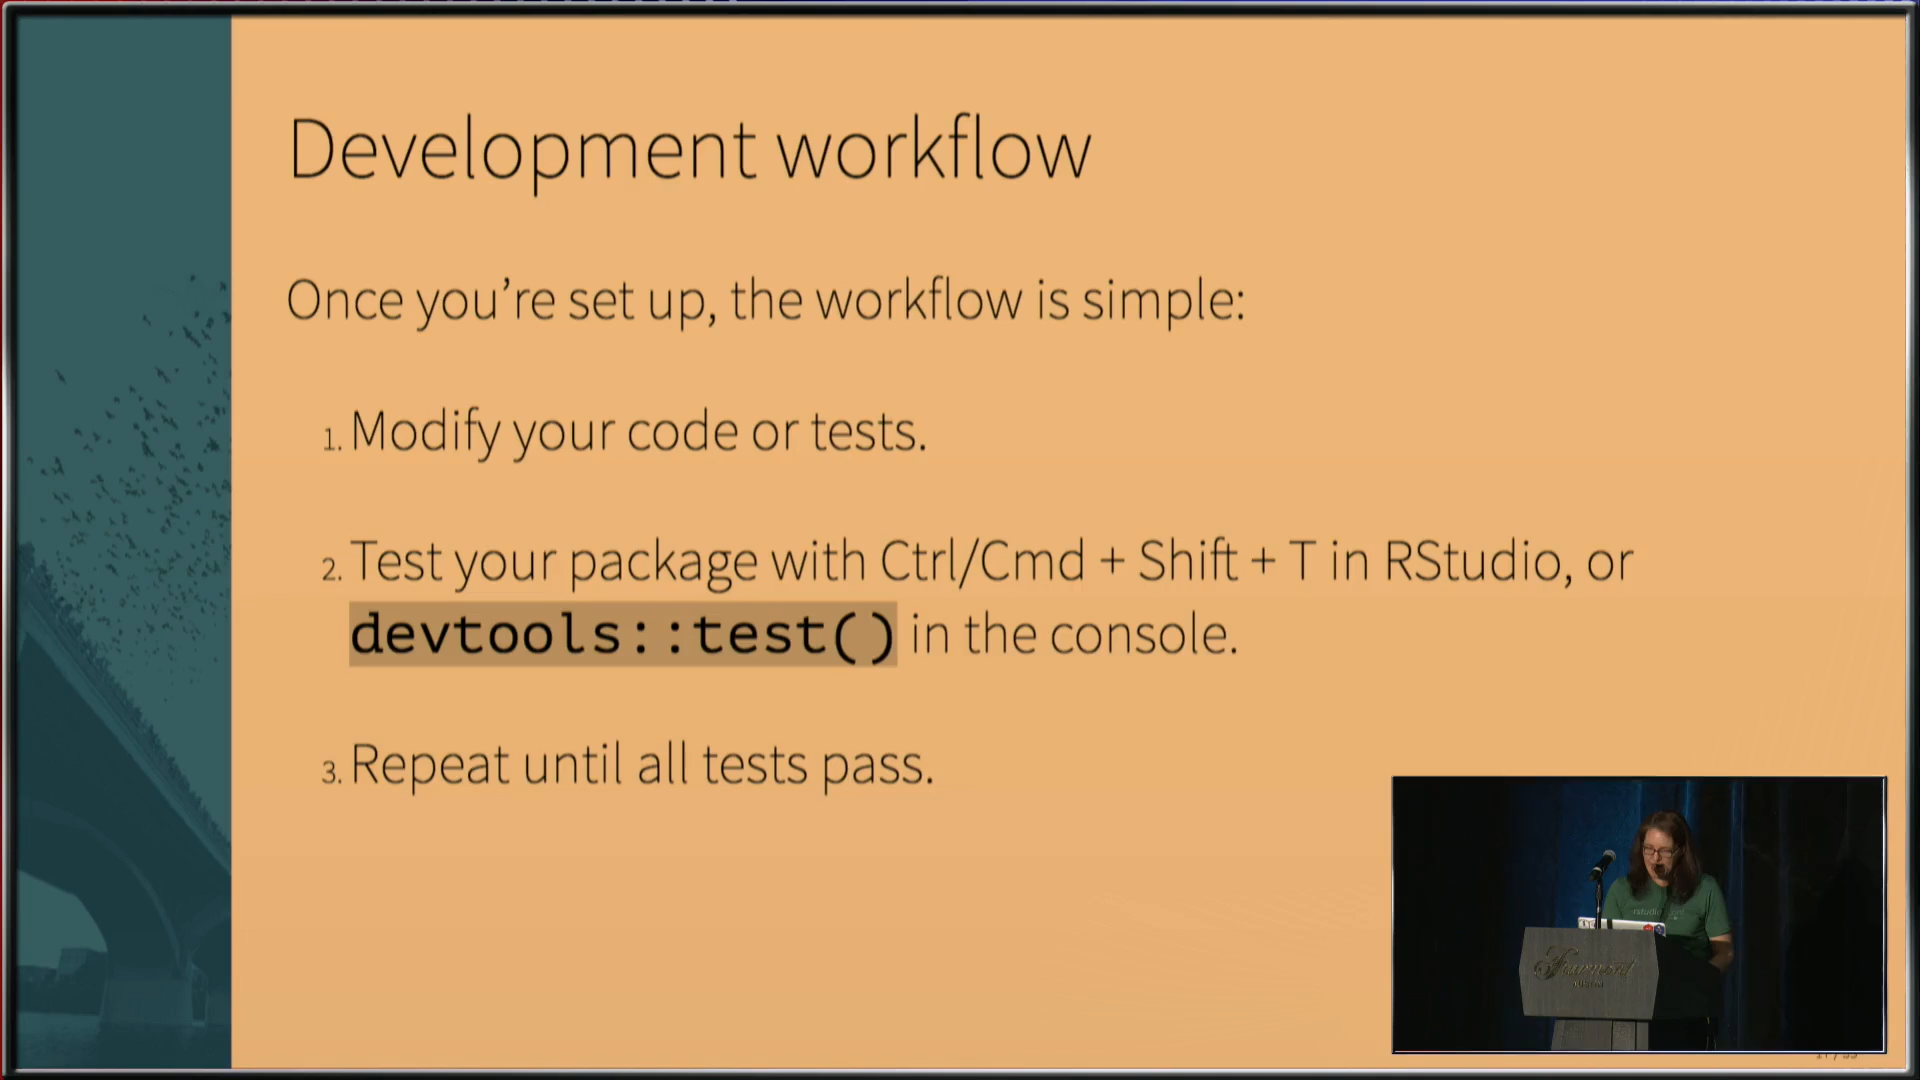 Development workflow
Once you’re set up, the workflow is simple:
1. Modify your code or tests.
2. Test your package with Ctrl/Cmd + Shift + T in RStudio, or
devtools::test() in the console.
3. Repeat until all tests pass.
Fairmont
AUSTIN